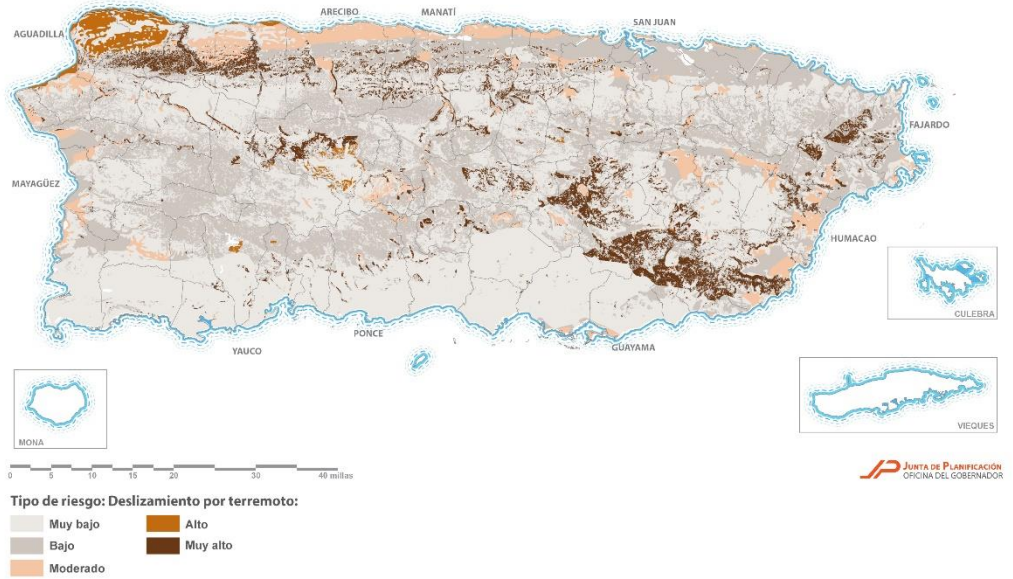 ARECIBO
MANATÍ
SAN JUAN
AGUADILLA
FAJARDO
MAYAGÜEZ
HUMACAO
CULEBRA
GUAYAMA
PONCE
YAUCO
MONA
VIEQUES
0 5 10 15 20 30 40 millas
JUNTA DE PLANIFICACIÓN
OFICINA DEL GOBERNADOR
Tipo de riesgo: Deslizamiento por terremoto:
Muy bajo
Alto
Bajo
Muy alto
Moderado